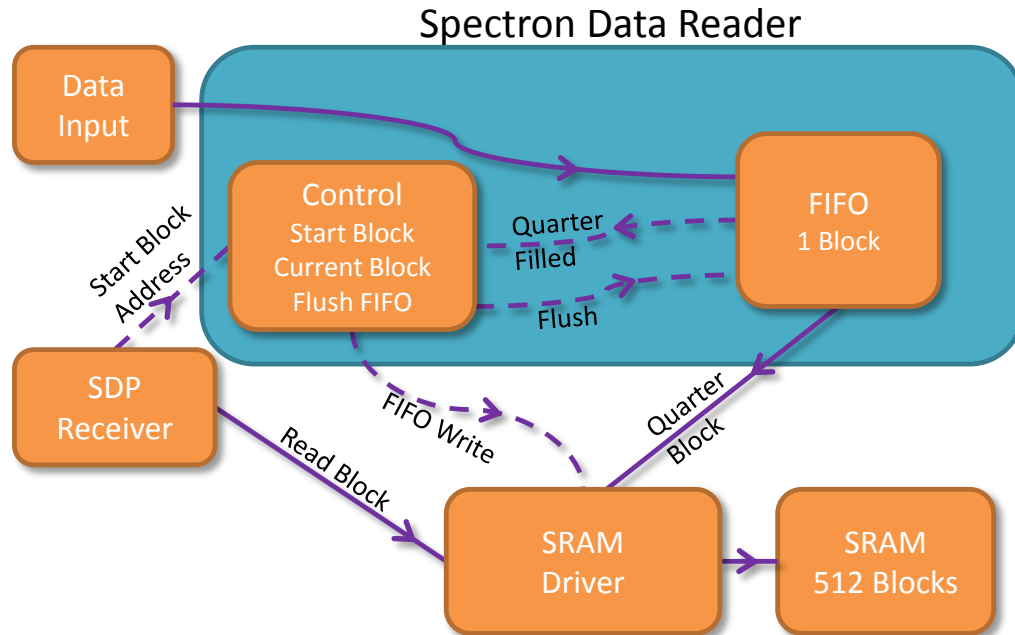 Spectron Data Reader
Data
Input
Control
Start Block
Current Block
Flush FIFO
Quarter
Filled
Flush
FIFO
1 Block
Start Block
Address
SDP
Receiver
FIFO Write
Read Block
Quarter
Block
SRAM
Driver
SRAM
512 Blocks